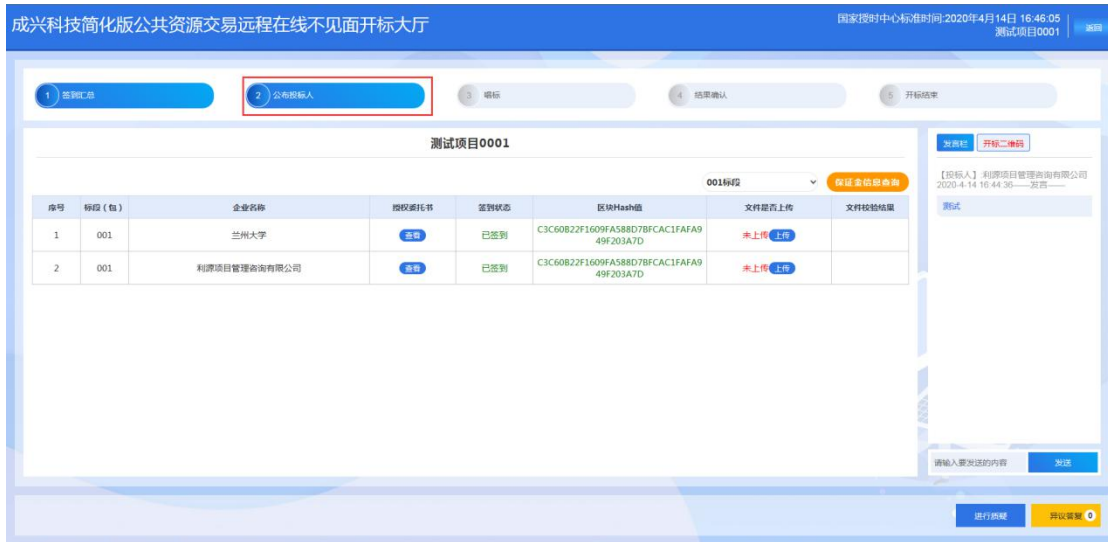 成兴科技简化版公共资源交易远程在线不见面开标大厅
国家授时中心标准时间:2020年4月14日 16:46:05
测试项目0001
返回
1 签到汇总
2 公布投标人
3 唱标
4 结果确认
5 开标结束
测试项目0001
001标段
保证金信息查询
序号 标段（包） 企业名称 授权委托书 签到状态 区块Hash值 文件是否上传 文件校验结果
1 001 兰州大学 查看 已签到 C3C60B22F1609FA588D7BFCAC1FAFA9
49F203A7D 未上传 上传
2 001 利源项目管理咨询有限公司 查看 已签到 C3C60B22F1609FA588D7BFCAC1FAFA9
49F203A7D 未上传 上传
发言栏 开标二维码
【投标人】利源项目管理咨询有限公司
2020-4-14 16:44:36——发言——
测试
请输入要发送的内容 发送
进行质疑 异议答复 0